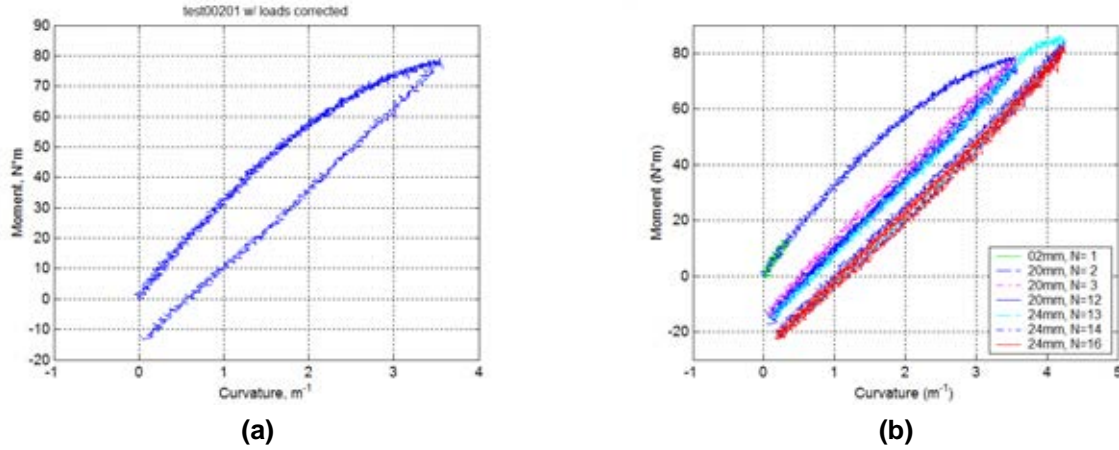 test00201 w/ loads corrected
90
80
70
60
50
40
30
20
10
0
-10
-20
Moment, N*m
-1 0 1 2 3 4
Curvature, m⁻¹
(a)
80
60
40
20
0
-20
Moment (N*m)
02mm, N= 1
20mm, N= 2
20mm, N= 3
20mm, N=12
24mm, N=13
24mm, N=14
24mm, N=16
-1 0 1 2 3 4 5
Curvature (m⁻¹)
(b)